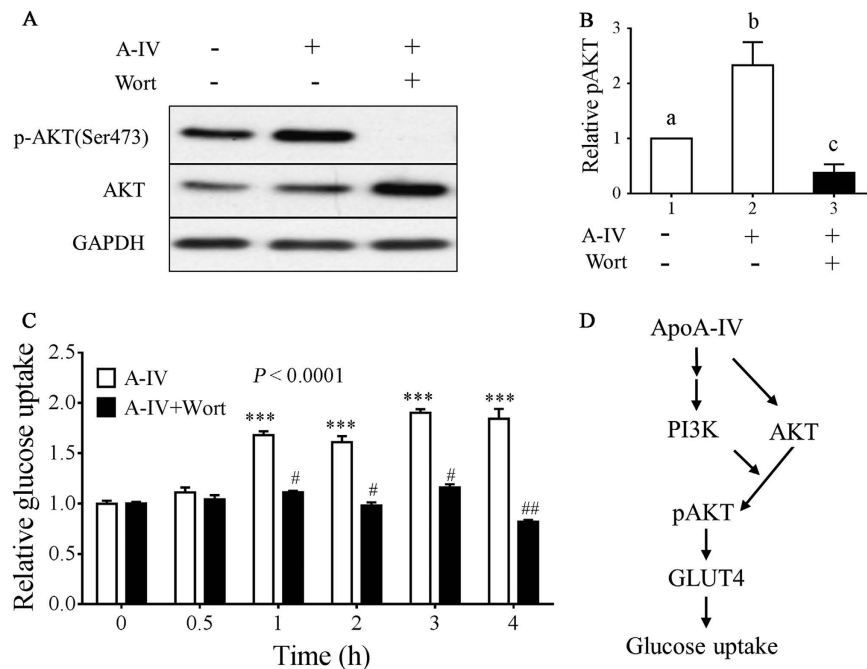 A
A-IV - + +
Wort - - +
p-AKT(Ser473)
AKT
GAPDH
B
Relative pAKT
3
2
1
0
a
b
c
1 2 3
A-IV - + +
Wort - - +
C
Relative glucose uptake
2.5
2.0
1.5
1.0
0.5
0.0
A-IV
A-IV+Wort
P < 0.0001
*** *** *** ***
# # # ##
0 0.5 1 2 3 4
Time (h)
D
ApoA-IV
PI3K AKT
pAKT
GLUT4
Glucose uptake